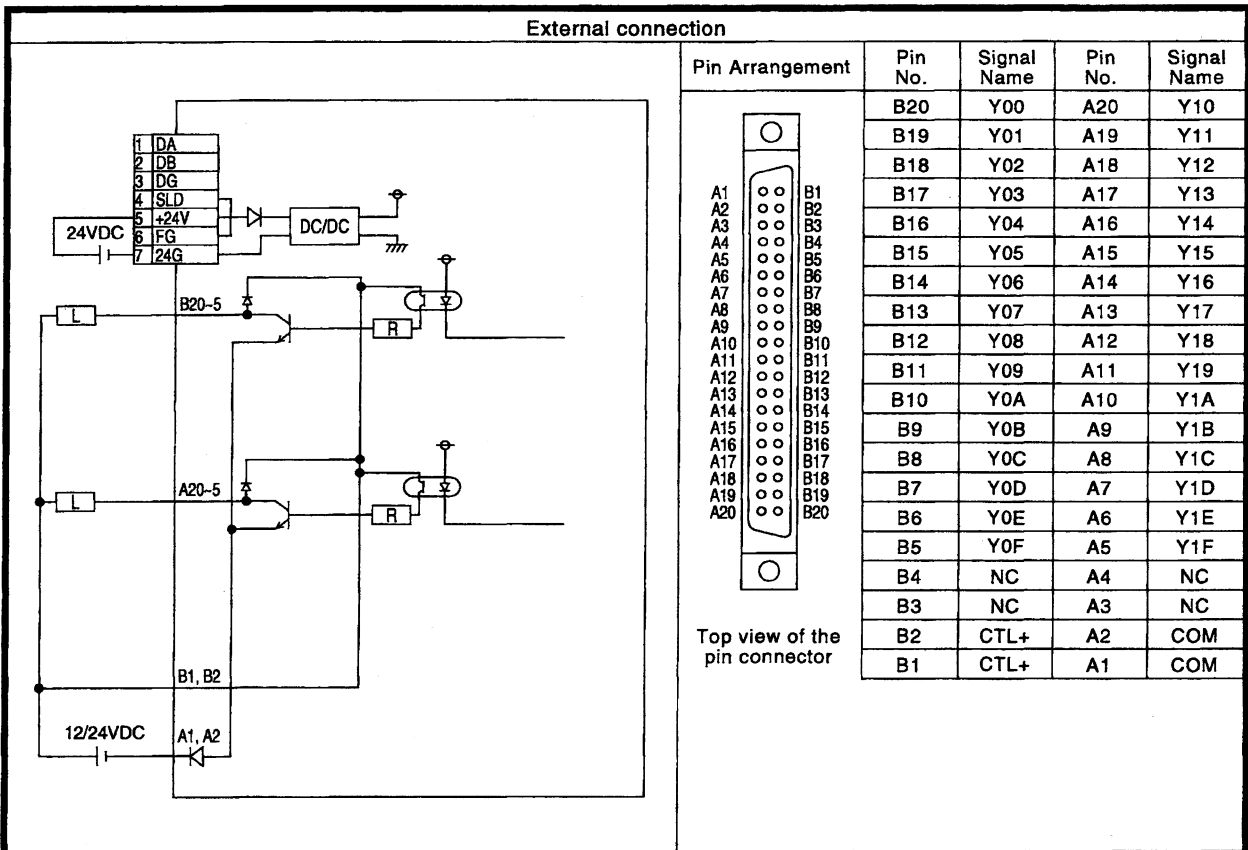 External connection
1 DA
2 DB
3 DG
4 SLD
5 +24V
6 FG
7 24G
24VDC
DC/DC
B20~5
L
R
A20~5
L
R
B1, B2
12/24VDC
A1, A2
Pin Arrangement
A1 B1
A2 B2
A3 B3
A4 B4
A5 B5
A6 B6
A7 B7
A8 B8
A9 B9
A10 B10
A11 B11
A12 B12
A13 B13
A14 B14
A15 B15
A16 B16
A17 B17
A18 B18
A19 B19
A20 B20
Top view of the
pin connector
Pin No. Signal Name Pin No. Signal Name
B20 Y00 A20 Y10
B19 Y01 A19 Y11
B18 Y02 A18 Y12
B17 Y03 A17 Y13
B16 Y04 A16 Y14
B15 Y05 A15 Y15
B14 Y06 A14 Y16
B13 Y07 A13 Y17
B12 Y08 A12 Y18
B11 Y09 A11 Y19
B10 Y0A A10 Y1A
B9 Y0B A9 Y1B
B8 Y0C A8 Y1C
B7 Y0D A7 Y1D
B6 Y0E A6 Y1E
B5 Y0F A5 Y1F
B4 NC A4 NC
B3 NC A3 NC
B2 CTL+ A2 COM
B1 CTL+ A1 COM